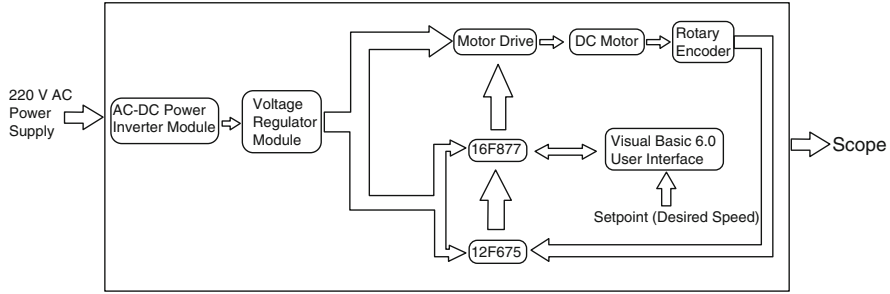 220 V AC
Power
Supply
AC-DC Power
Inverter Module
Voltage
Regulator
Module
Motor Drive
DC Motor
Rotary
Encoder
16F877
Visual Basic 6.0
User Interface
Setpoint (Desired Speed)
12F675
Scope